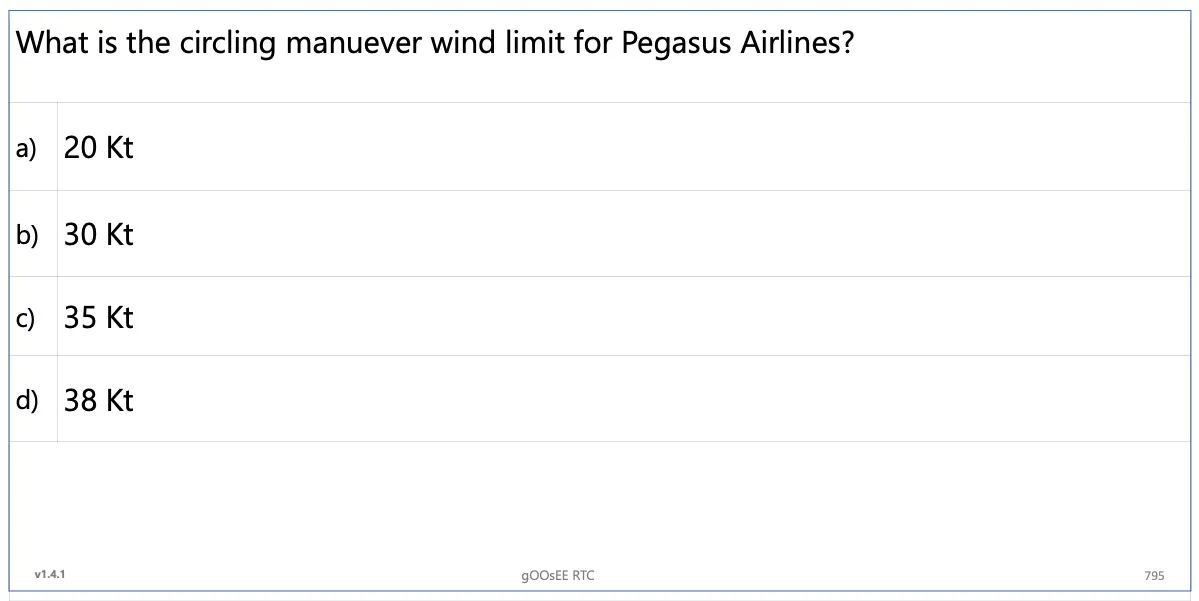 What is the circling manuever wind limit for Pegasus Airlines?
a) 20 Kt
b) 30 Kt
c) 35 Kt
d) 38 Kt
v1.4.1 gOOsEE RTC 795